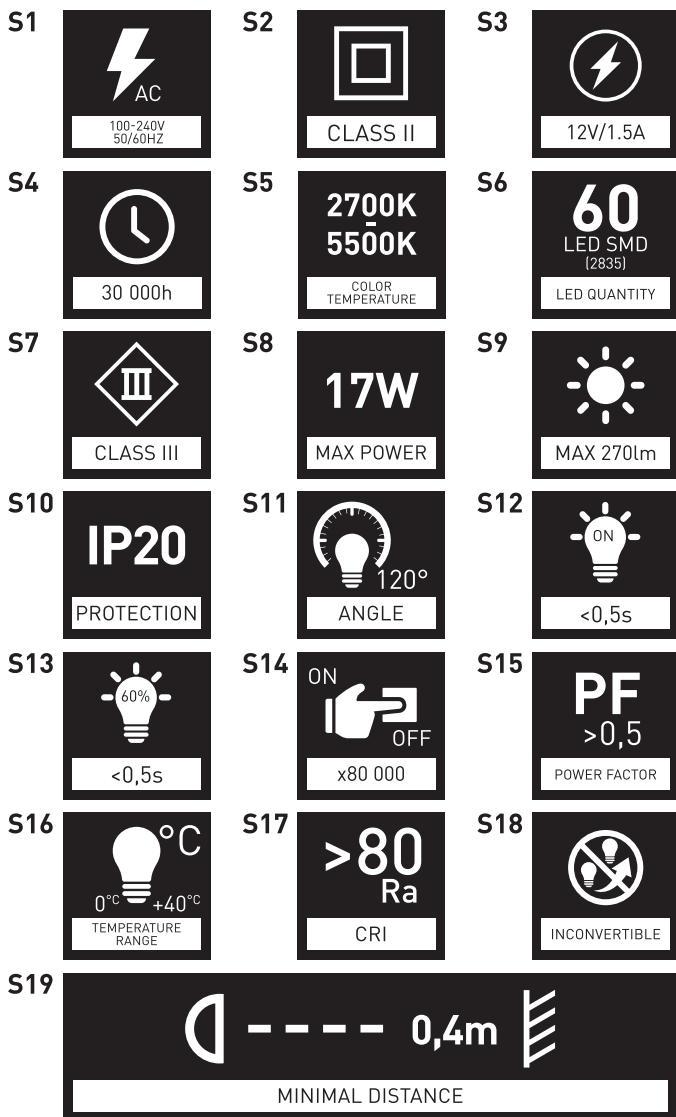 S1
AC
100-240V
50/60HZ
S2
CLASS II
S3
12V/1.5A
S4
30 000h
S5
2700K
-
5500K
COLOR
TEMPERATURE
S6
60
LED SMD
(2835)
LED QUANTITY
S7
III
CLASS III
S8
17W
MAX POWER
S9
MAX 270lm
S10
IP20
PROTECTION
S11
120°
ANGLE
S12
ON
<0,5s
S13
60%
<0,5s
S14
ON
OFF
x80 000
S15
PF
>0,5
POWER FACTOR
S16
°C
0°C +40°C
TEMPERATURE
RANGE
S17
>80
Ra
CRI
S18
INCONVERTIBLE
S19
0,4m
MINIMAL DISTANCE